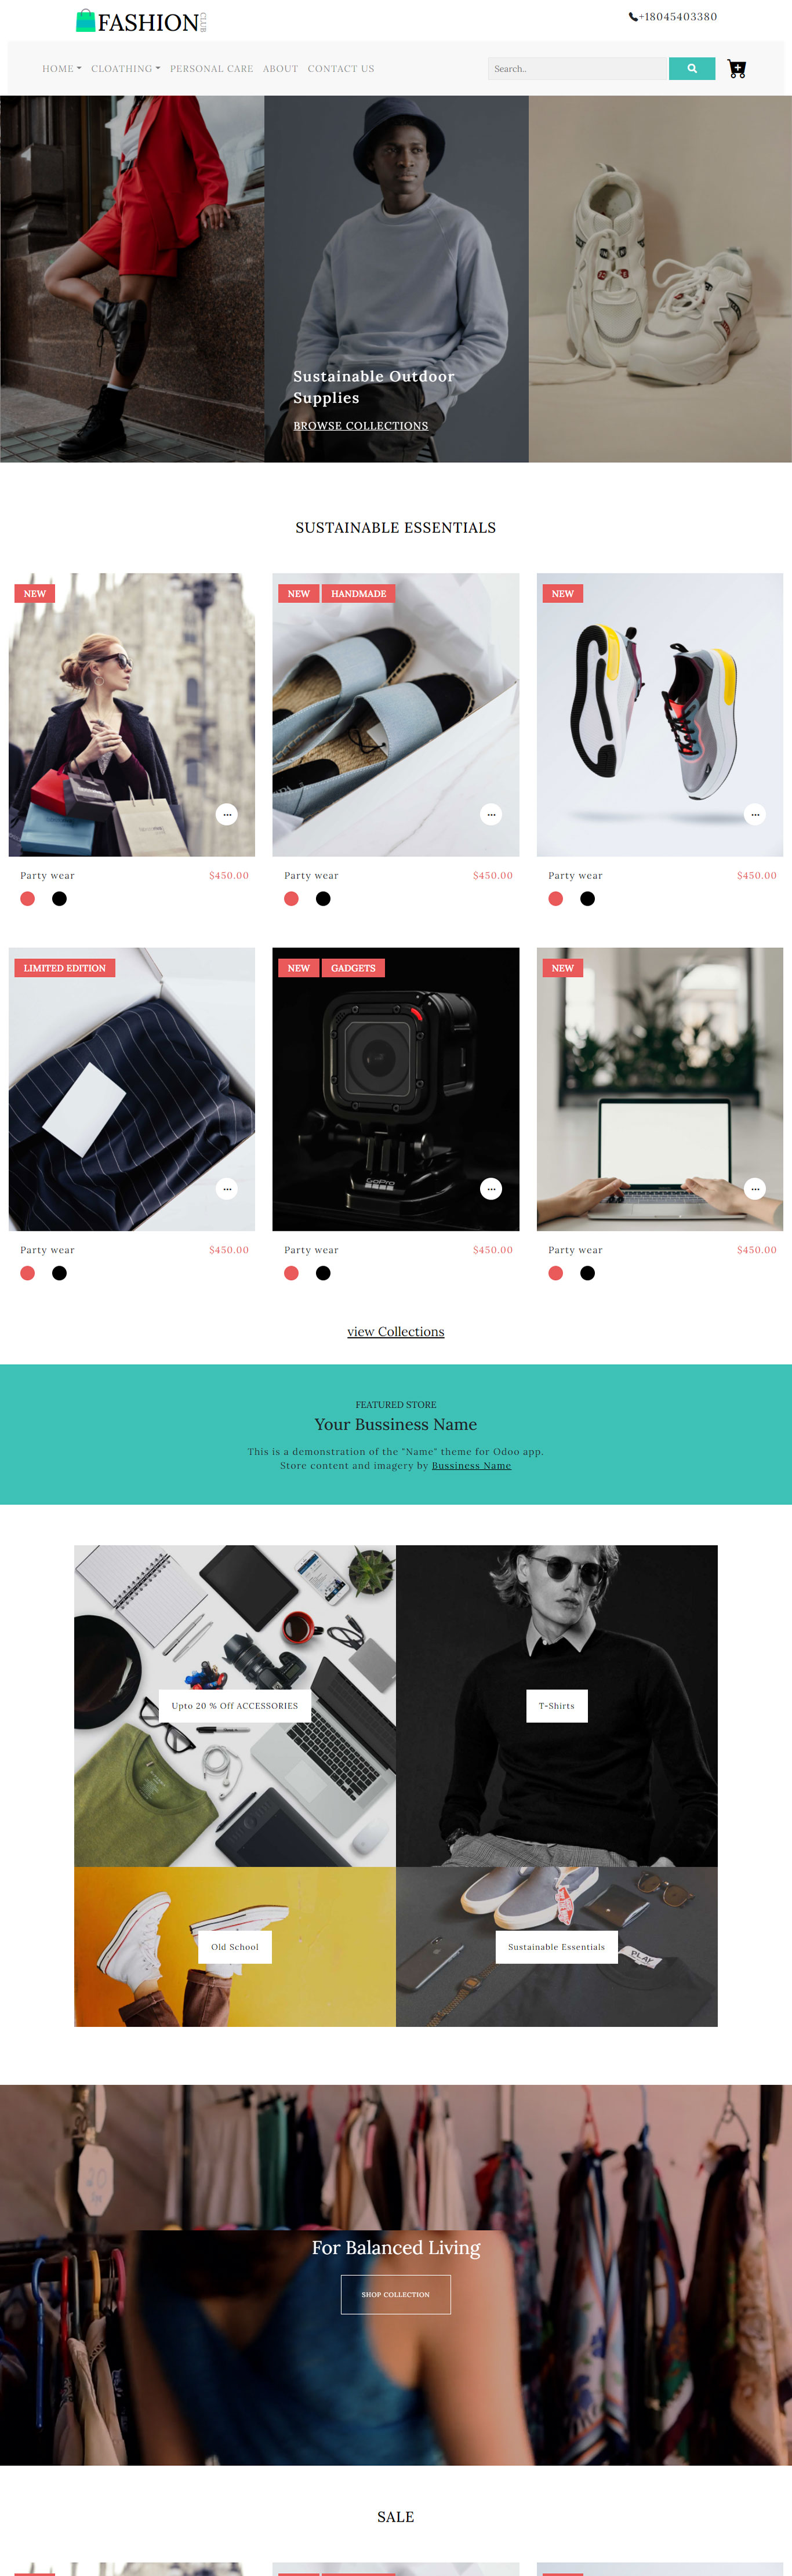 FASHION CLUB
+18045403380
HOME CLOATHING PERSONAL CARE ABOUT CONTACT US
Search..
Sustainable Outdoor
Supplies
BROWSE COLLECTIONS
SUSTAINABLE ESSENTIALS
NEW
NEW HANDMADE
NEW
Party wear $450.00
Party wear $450.00
Party wear $450.00
LIMITED EDITION
NEW GADGETS
NEW
GoPro
Party wear $450.00
Party wear $450.00
Party wear $450.00
view Collections
FEATURED STORE
Your Bussiness Name
This is a demonstration of the "Name" theme for Odoo app.
Store content and imagery by Bussiness Name
Upto 20 % Off ACCESSORIES
T-Shirts
Old School
Sustainable Essentials
PLAY
20
For Balanced Living
SHOP COLLECTION
SALE